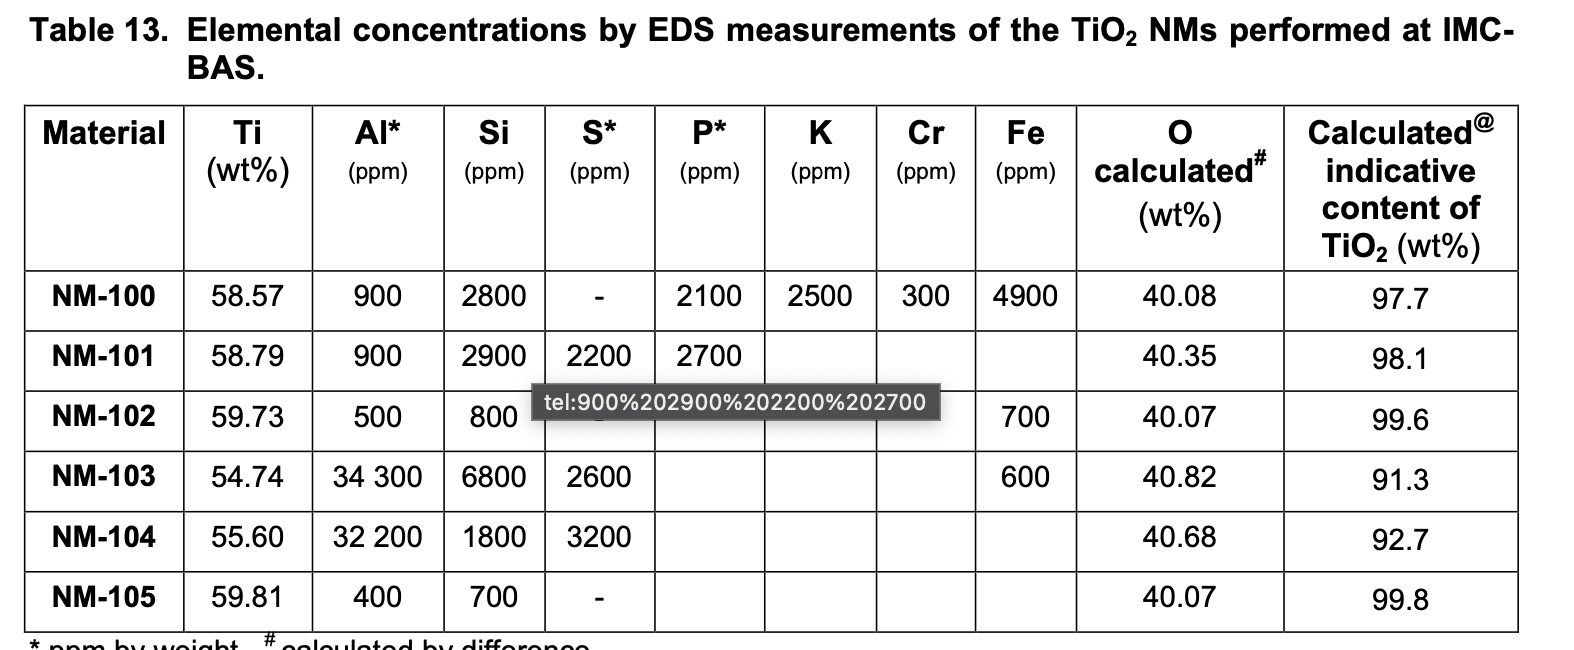 Table 13. Elemental concentrations by EDS measurements of the TiO₂ NMs performed at IMC-
BAS.
Material Ti (wt%) Al* (ppm) Si (ppm) S* (ppm) P* (ppm) K (ppm) Cr (ppm) Fe (ppm) O calculated# (wt%) Calculated@ indicative content of TiO₂ (wt%)
NM-100 58.57 900 2800 - 2100 2500 300 4900 40.08 97.7
NM-101 58.79 900 2900 2200 2700 40.35 98.1
tel:900%202900%202200%202700
NM-102 59.73 500 800 700 40.07 99.6
NM-103 54.74 34 300 6800 2600 600 40.82 91.3
NM-104 55.60 32 200 1800 3200 40.68 92.7
NM-105 59.81 400 700 - 40.07 99.8
* ppm by weight # calculated by difference